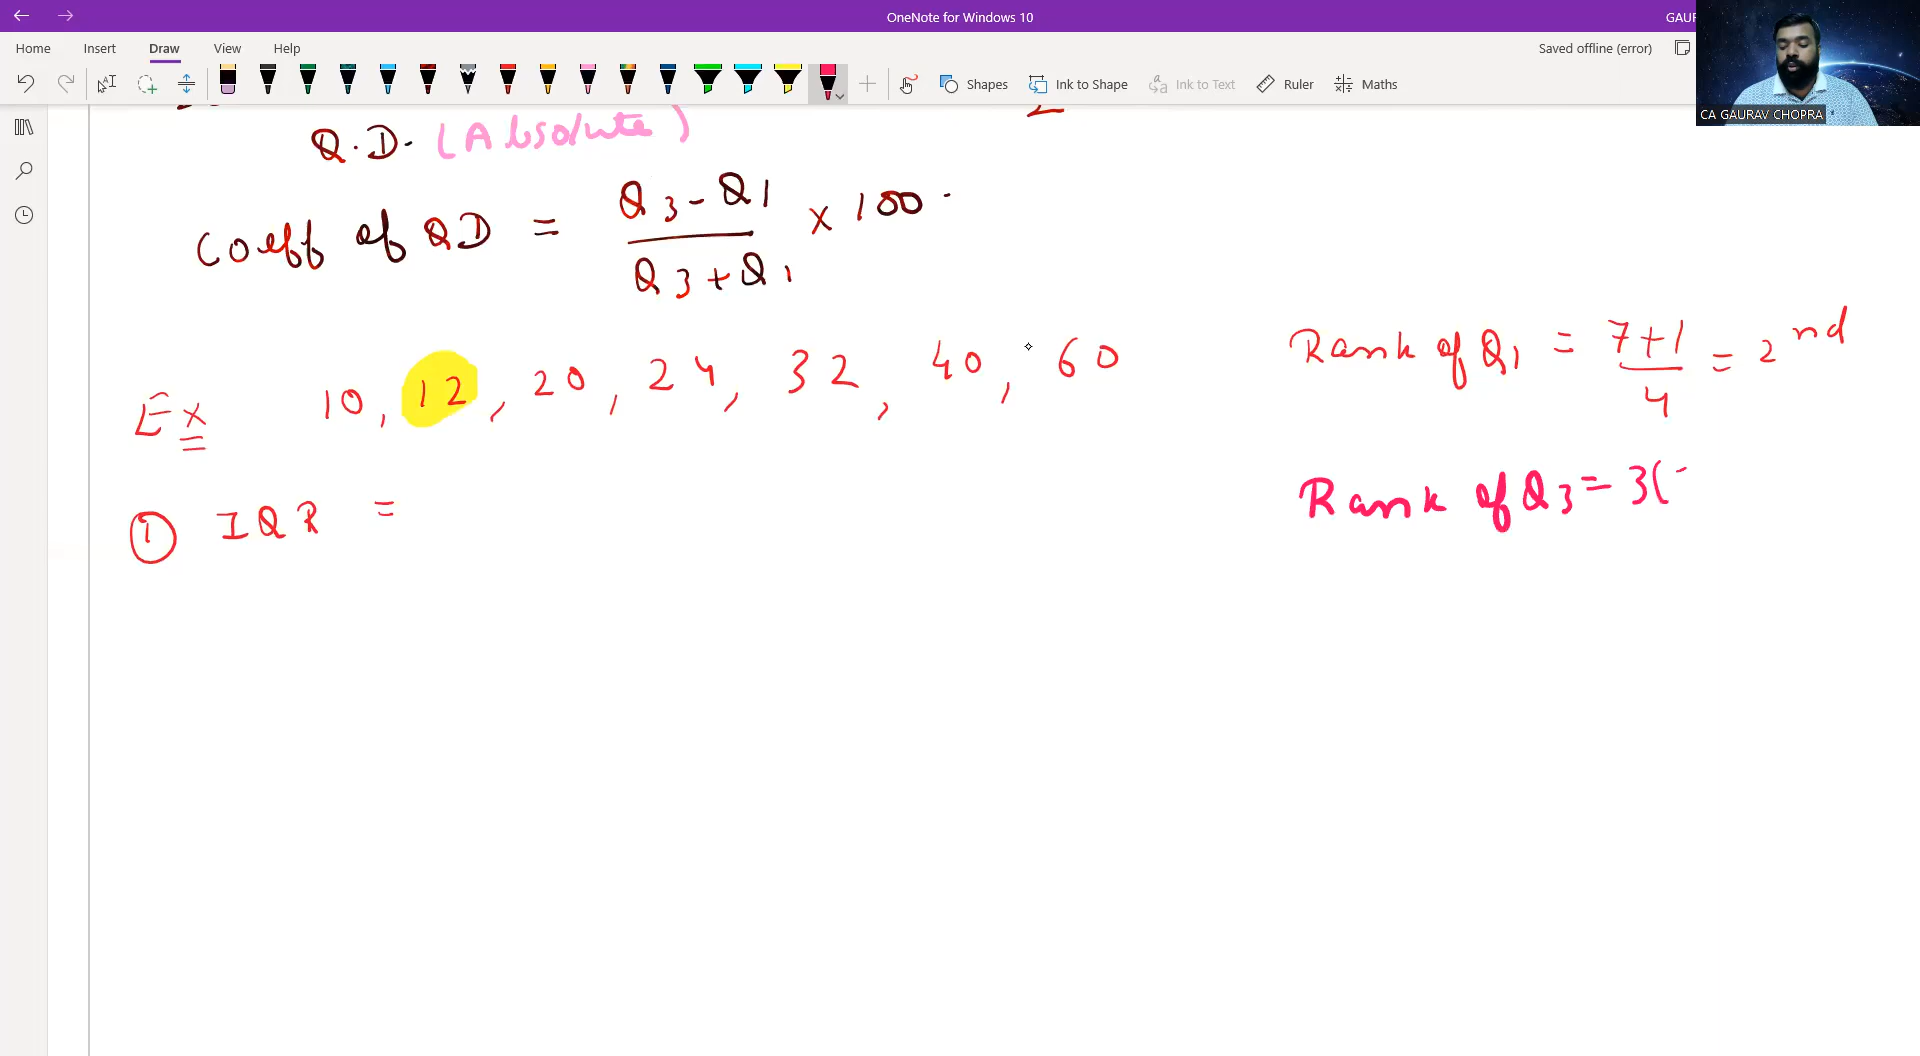 OneNote for Windows 10
GAUR
Home Insert Draw View Help
Saved offline (error)
Shapes Ink to Shape Ink to Text Ruler Maths
CA GAURAV CHOPRA
Q.D. (Absolute)
Coeff of QD = Q3-Q1 / Q3+Q1 × 100
Ex 10, 12, 20, 24, 32, 40, 60
Rank of Q1 = 7+1 / 4 = 2nd
Rank of Q3 = 3(
① IQR =